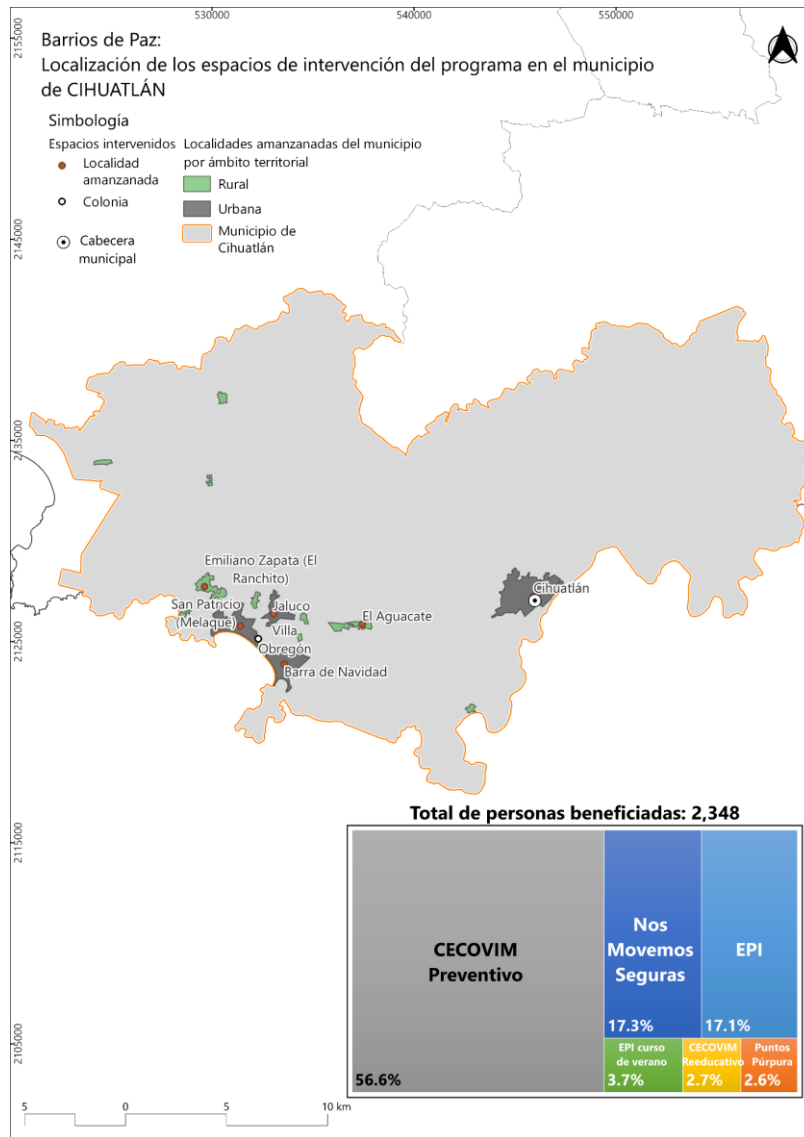 530000
540000
550000
2155000
2145000
2135000
2125000
2115000
2105000
Barrios de Paz:
Localización de los espacios de intervención del programa en el municipio
de CIHUATLÁN
Simbología
Espacios intervenidos
Localidad
amanzanada
Colonia
Cabecera
municipal
Localidades amanzanadas del municipio
por ámbito territorial
Rural
Urbana
Municipio de
Cihuatlán
Emiliano Zapata (El
Ranchito)
San Patricio
(Melaque)
Jaluco
Villa
Obregón
El Aguacate
Barra de Navidad
Cihuatlán
Total de personas beneficiadas: 2,348
CECOVIM
Preventivo
56.6%
Nos
Movemos
Seguras
17.3%
EPI
17.1%
EPI curso
de verano
3.7%
CECOVIM
Reeducativo
2.7%
Puntos
Púrpura
2.6%
5 0 5 10 km